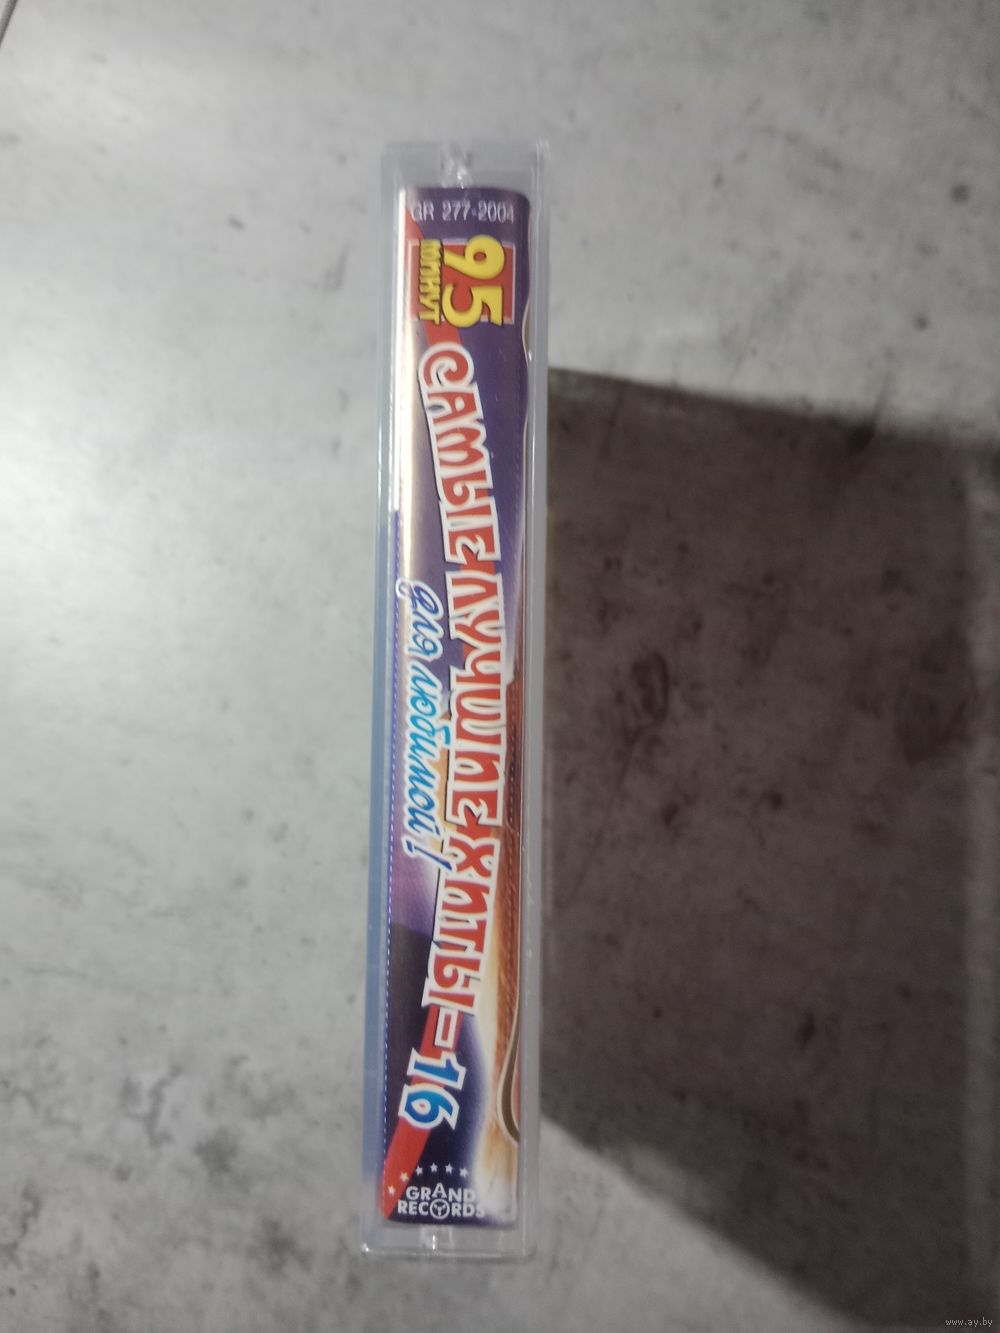 GR 277-2004
95
минут
САМЫЕ ЛУЧШИЕ ХИТЫ-16
для любимой!
GRAND
RECORDS
www.ay.by